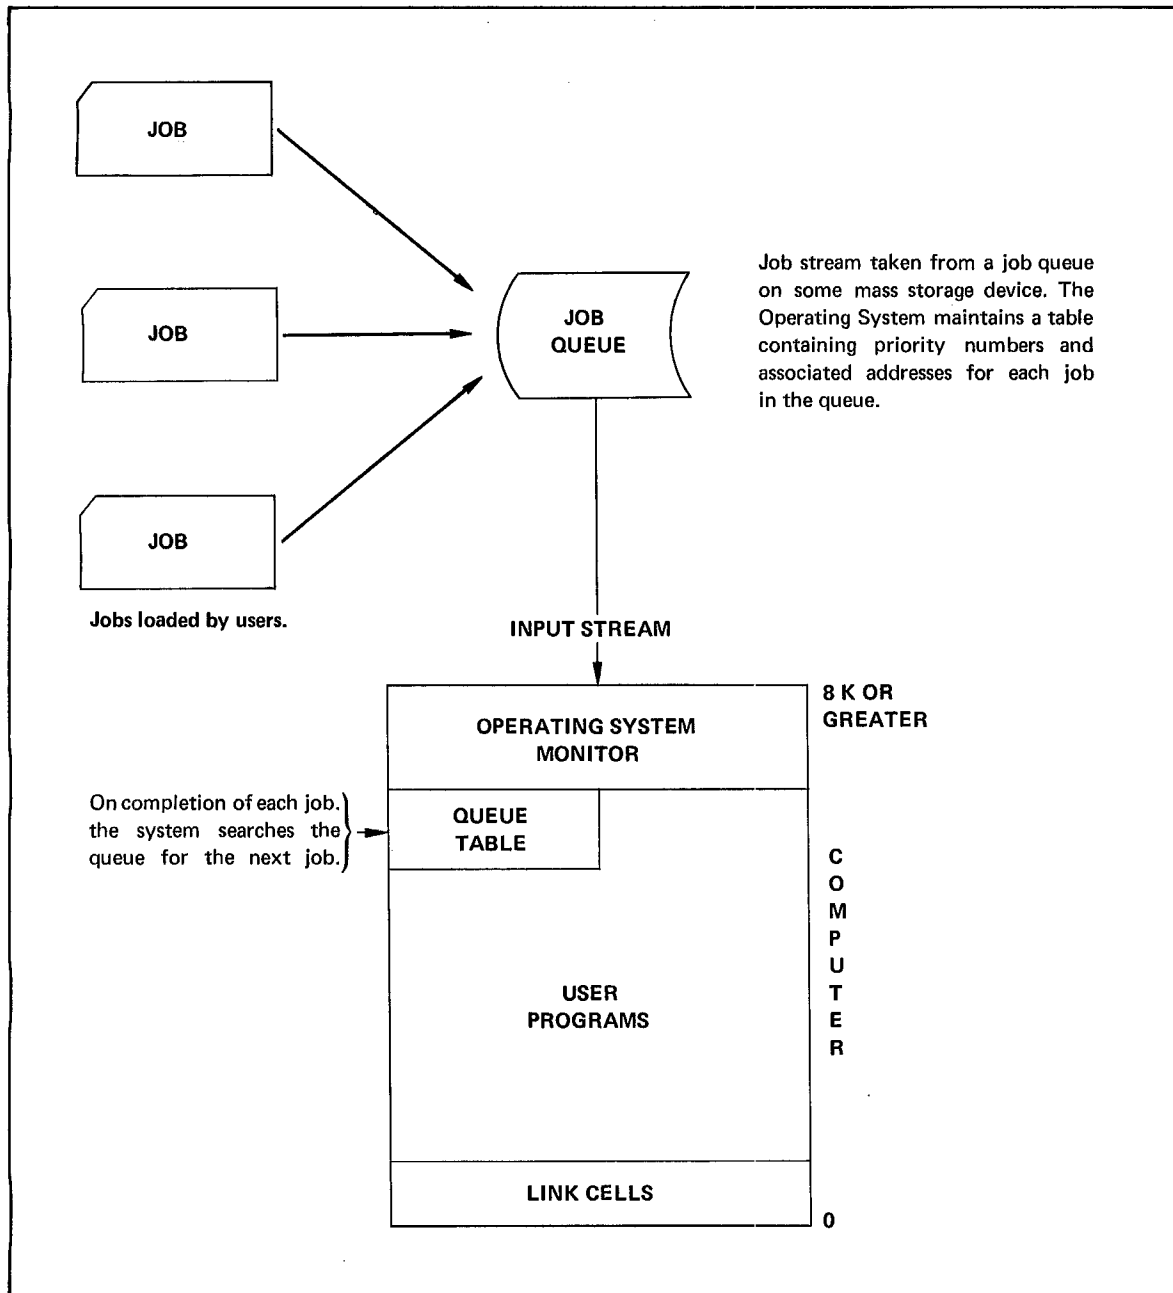 JOB
JOB
JOB
Jobs loaded by users.
JOB
QUEUE
Job stream taken from a job queue
on some mass storage device. The
Operating System maintains a table
containing priority numbers and
associated addresses for each job
in the queue.
INPUT STREAM
8 K OR
GREATER
OPERATING SYSTEM
MONITOR
On completion of each job.
the system searches the
queue for the next job.
QUEUE
TABLE
COMPUTER
USER
PROGRAMS
LINK CELLS
0